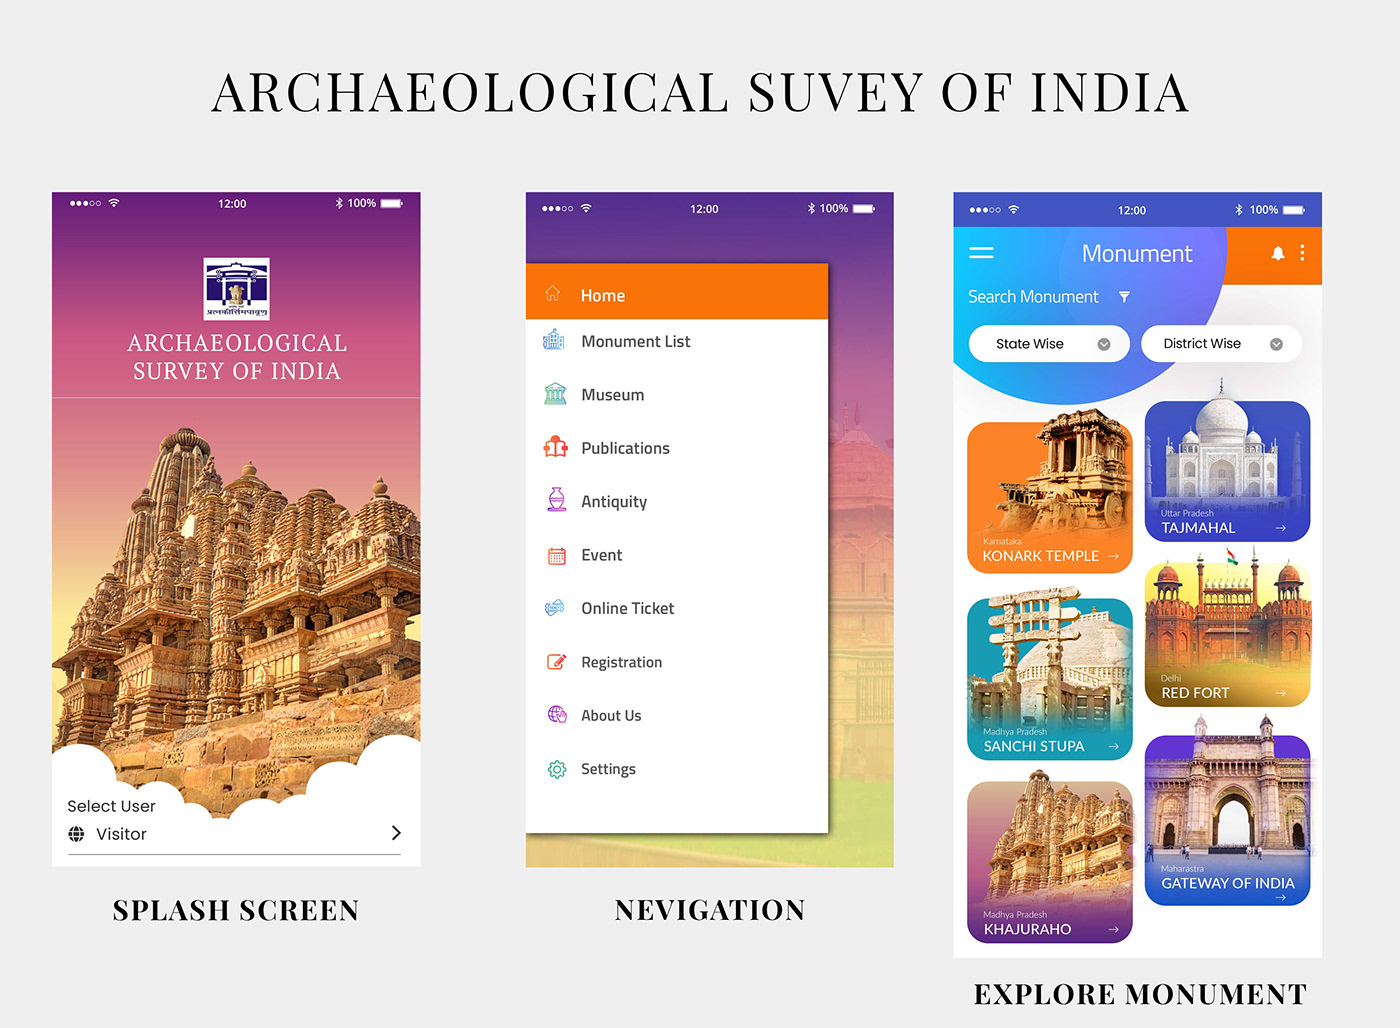 ARCHAEOLOGICAL SUVEY OF INDIA
12:00
100%
ARCHAEOLOGICAL
SURVEY OF INDIA
Select User
Visitor
SPLASH SCREEN
12:00
100%
Home
Monument List
Museum
Publications
Antiquity
Event
Online Ticket
Registration
About Us
Settings
NEVIGATION
12:00
100%
Monument
Search Monument
State Wise
District Wise
Karnataka
KONARK TEMPLE
Uttar Pradesh
TAJMAHAL
Madhya Pradesh
SANCHI STUPA
Delhi
RED FORT
Madhya Pradesh
KHAJURAHO
Maharastra
GATEWAY OF INDIA
EXPLORE MONUMENT